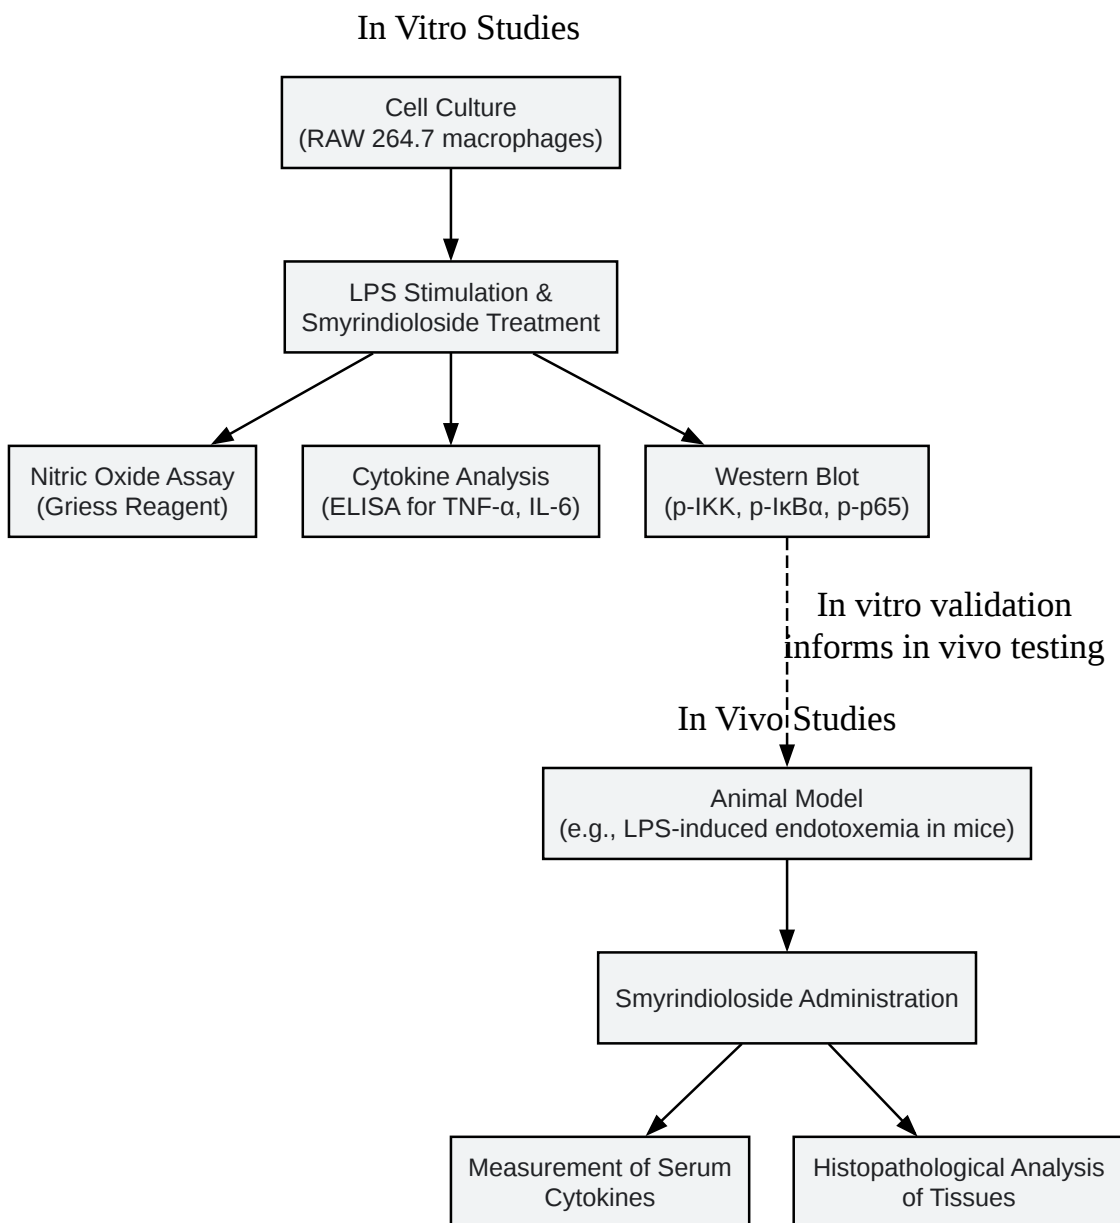 In Vitro Studies
Cell Culture
(RAW 264.7 macrophages)
LPS Stimulation &
Smyrindioloside Treatment
Nitric Oxide Assay
(Griess Reagent)
Cytokine Analysis
(ELISA for TNF-α, IL-6)
Western Blot
(p-IKK, p-IκBα, p-p65)
In vitro validation
informs in vivo testing
In Vivo Studies
Animal Model
(e.g., LPS-induced endotoxemia in mice)
Smyrindioloside Administration
Measurement of Serum
Cytokines
Histopathological Analysis
of Tissues